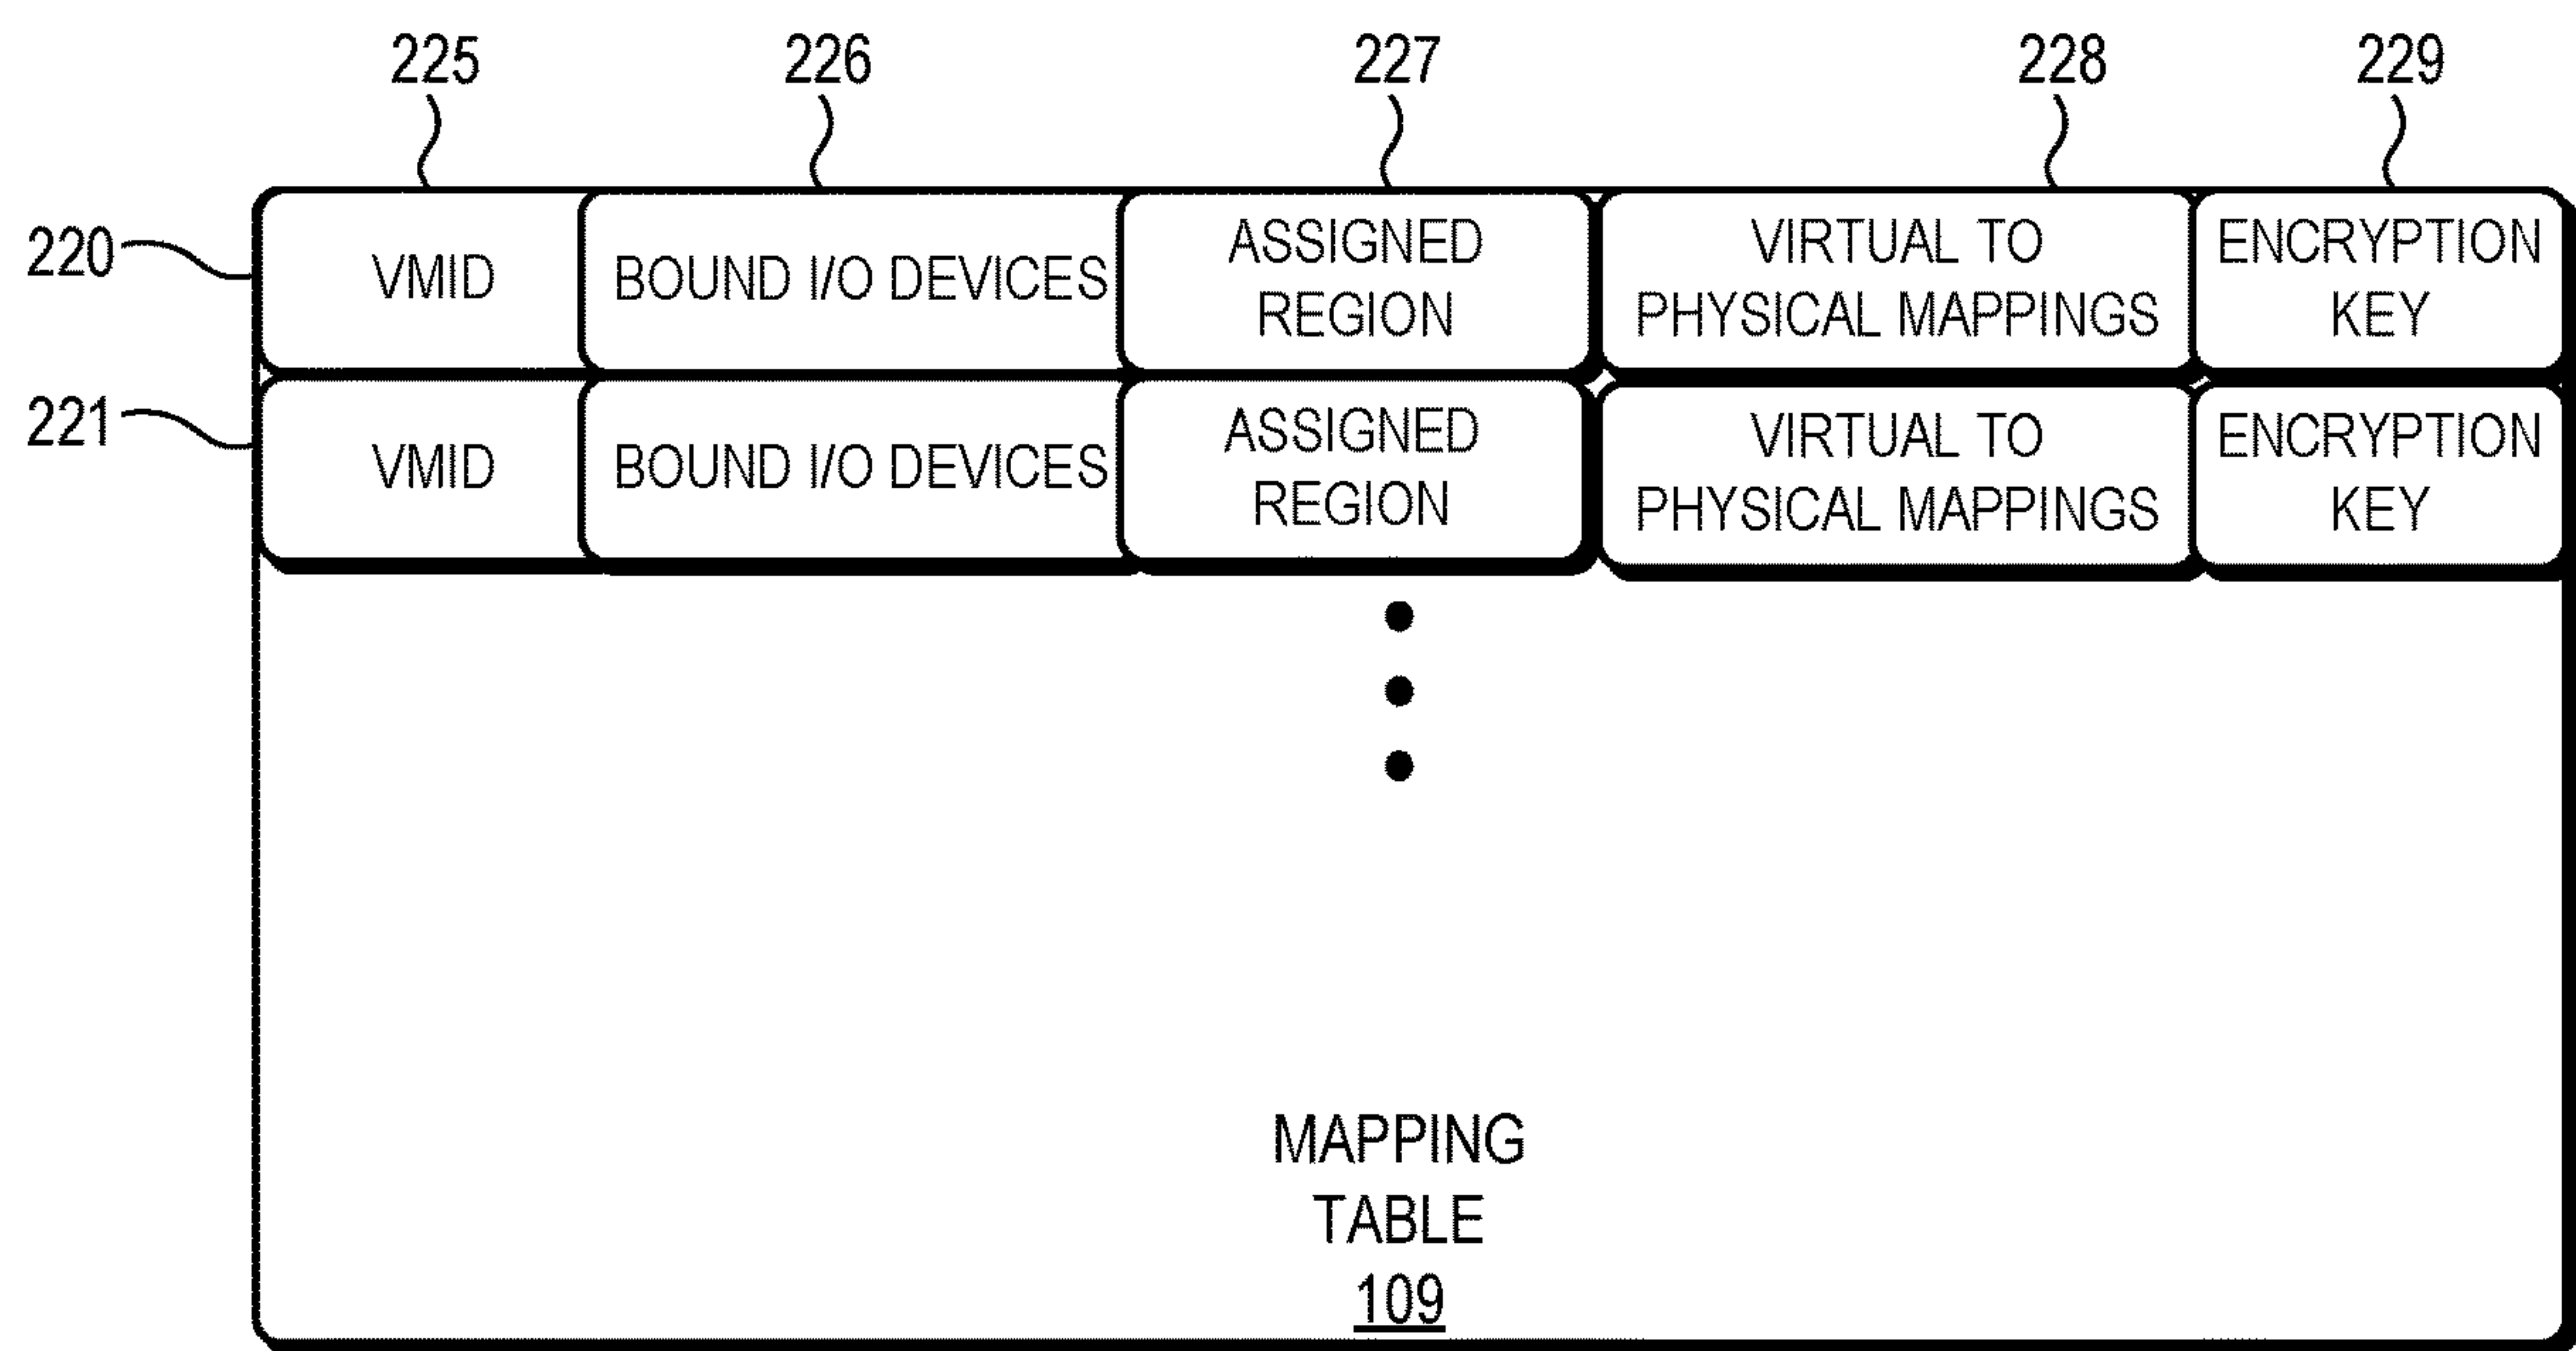 225 226 227 228 229
220 VMID BOUND I/O DEVICES ASSIGNED REGION VIRTUAL TO PHYSICAL MAPPINGS ENCRYPTION KEY
221 VMID BOUND I/O DEVICES ASSIGNED REGION VIRTUAL TO PHYSICAL MAPPINGS ENCRYPTION KEY
MAPPING
TABLE
109